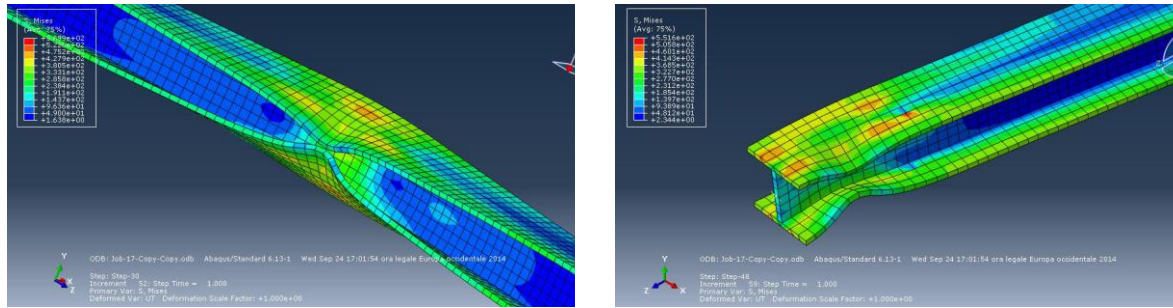 S, Mises
(Avg: 75%)
+5.699e+02
+4.752e+02
+4.279e+02
+3.805e+02
+3.331e+02
+2.858e+02
+2.384e+02
+1.911e+02
+1.437e+02
+9.636e+01
+4.900e+01
+1.638e+00
Y
Z
X
ODB: Job-17-Copy-Copy.odb Abaqus/Standard 6.13-1 Wed Sep 24 17:01:54 ora legale Europa occidentale 2014
Step: Step-30
Increment 52: Step Time = 1.000
Primary Var: S, Mises
Deformed Var: UT Deformation Scale Factor: +1.000e+00
S, Mises
(Avg: 75%)
+5.516e+02
+5.058e+02
+4.601e+02
+4.143e+02
+3.685e+02
+3.227e+02
+2.770e+02
+2.312e+02
+1.854e+02
+1.397e+02
+9.389e+01
+4.812e+01
+2.344e+00
Y
Z
X
ODB: Job-17-Copy-Copy.odb Abaqus/Standard 6.13-1 Wed Sep 24 17:01:54 ora legale Europa occidentale 2014
Step: Step-48
Increment 59: Step Time = 1.000
Primary Var: S, Mises
Deformed Var: UT Deformation Scale Factor: +1.000e+00